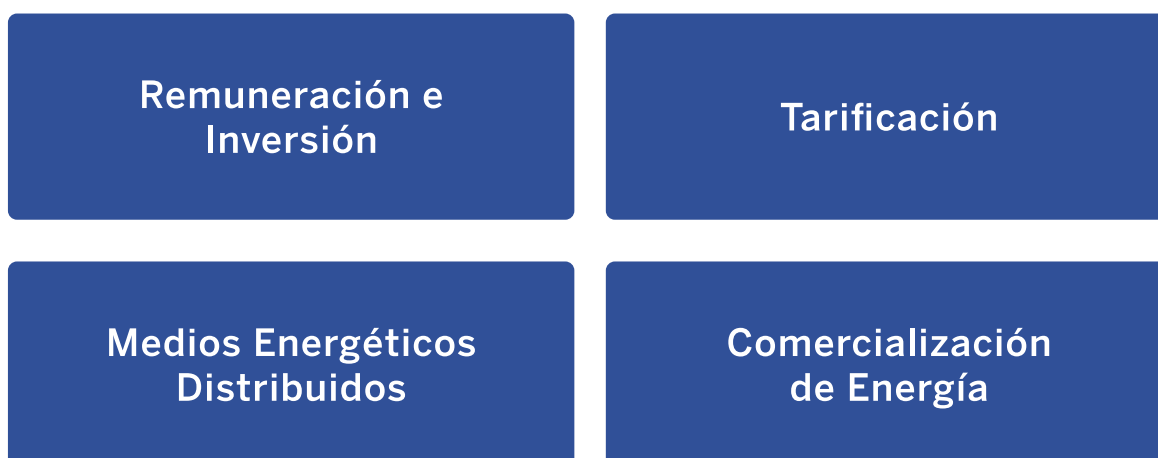 Remuneración e
Inversión
Tarificación
Medios Energéticos
Distribuidos
Comercialización
de Energía